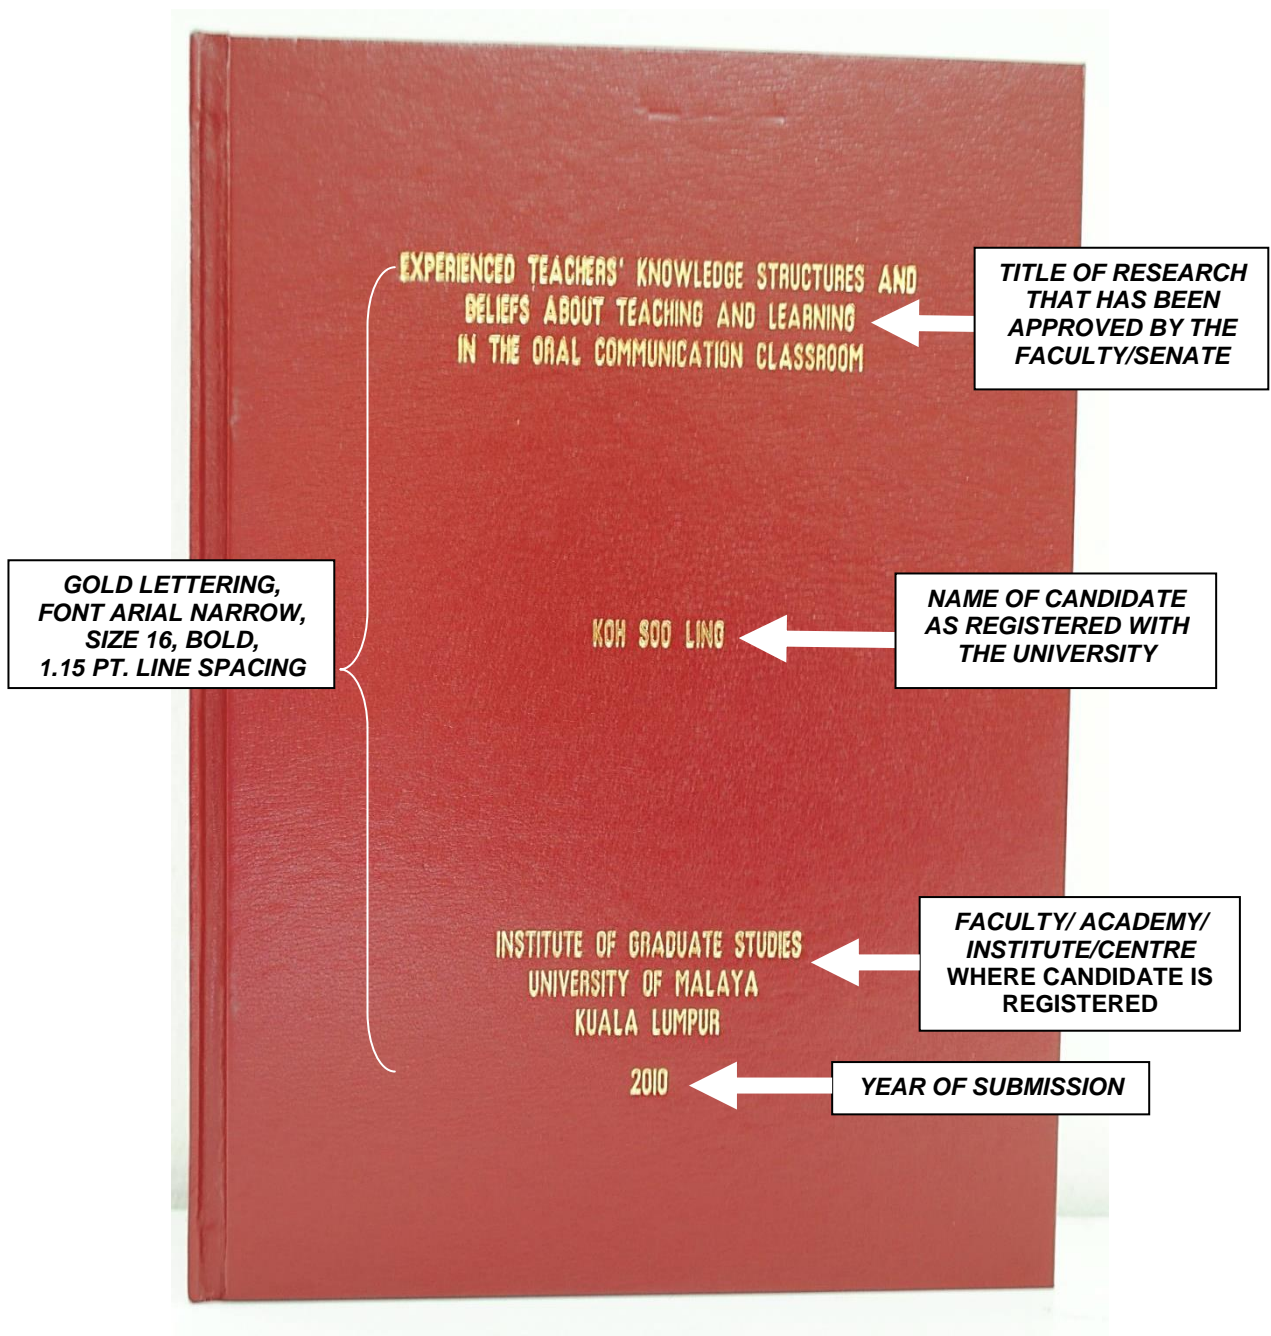 EXPERIENCED TEACHERS' KNOWLEDGE STRUCTURES AND
BELIEFS ABOUT TEACHING AND LEARNING
IN THE ORAL COMMUNICATION CLASSROOM
TITLE OF RESEARCH
THAT HAS BEEN
APPROVED BY THE
FACULTY/SENATE
GOLD LETTERING,
FONT ARIAL NARROW,
SIZE 16, BOLD,
1.15 PT. LINE SPACING
KOH SOO LING
NAME OF CANDIDATE
AS REGISTERED WITH
THE UNIVERSITY
INSTITUTE OF GRADUATE STUDIES
UNIVERSITY OF MALAYA
KUALA LUMPUR
FACULTY/ ACADEMY/
INSTITUTE/CENTRE
WHERE CANDIDATE IS
REGISTERED
2010
YEAR OF SUBMISSION